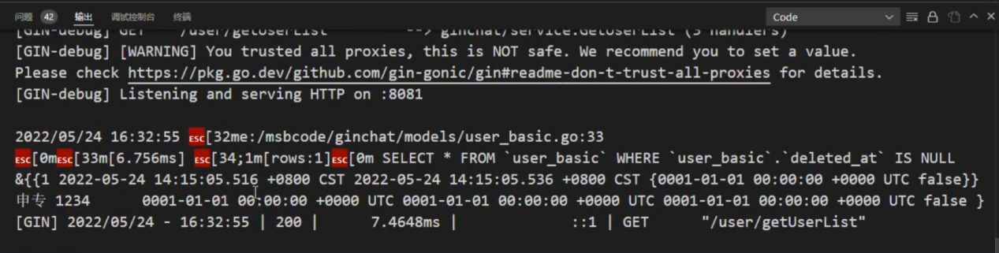 问题 42 输出 调试控制台 终端 Code
[GIN-debug] GET /user/getUserList --> ginchat/service.GetUserList (3 handlers)
[GIN-debug] [WARNING] You trusted all proxies, this is NOT safe. We recommend you to set a value.
Please check https://pkg.go.dev/github.com/gin-gonic/gin#readme-don-t-trust-all-proxies for details.
[GIN-debug] Listening and serving HTTP on :8081
2022/05/24 16:32:55 ESC[32me:/msbcode/ginchat/models/user_basic.go:33
ESC[0mESC[33m[6.756ms] ESC[34;1m[rows:1]ESC[0m SELECT * FROM `user_basic` WHERE `user_basic`.`deleted_at` IS NULL
&{{1 2022-05-24 14:15:05.516 +0800 CST 2022-05-24 14:15:05.536 +0800 CST {0001-01-01 00:00:00 +0000 UTC false}}
申专 1234 0001-01-01 00:00:00 +0000 UTC 0001-01-01 00:00:00 +0000 UTC 0001-01-01 00:00:00 +0000 UTC false }
[GIN] 2022/05/24 - 16:32:55 | 200 | 7.4648ms | ::1 | GET "/user/getUserList"